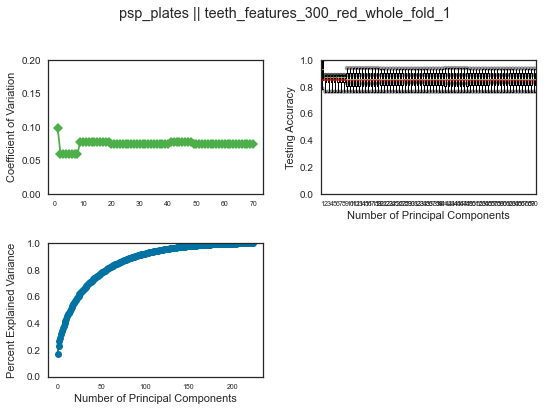 psp_plates || teeth_features_300_red_whole_fold_1
Coefficient of Variation
0.20
0.15
0.10
0.05
0.00
0 10 20 30 40 50 60 70
Testing Accuracy
1.0
0.8
0.6
0.4
0.2
0.0
Number of Principal Components
Percent Explained Variance
1.0
0.8
0.6
0.4
0.2
0.0
0 50 100 150 200
Number of Principal Components